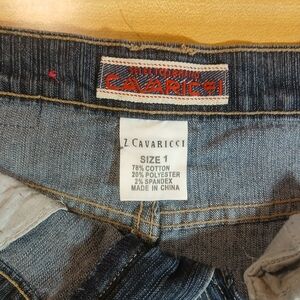 CAVARICCI
Z. CAVARICCI
SIZE 1
78% COTTON
20% POLYESTER
2% SPANDEX
MADE IN CHINA